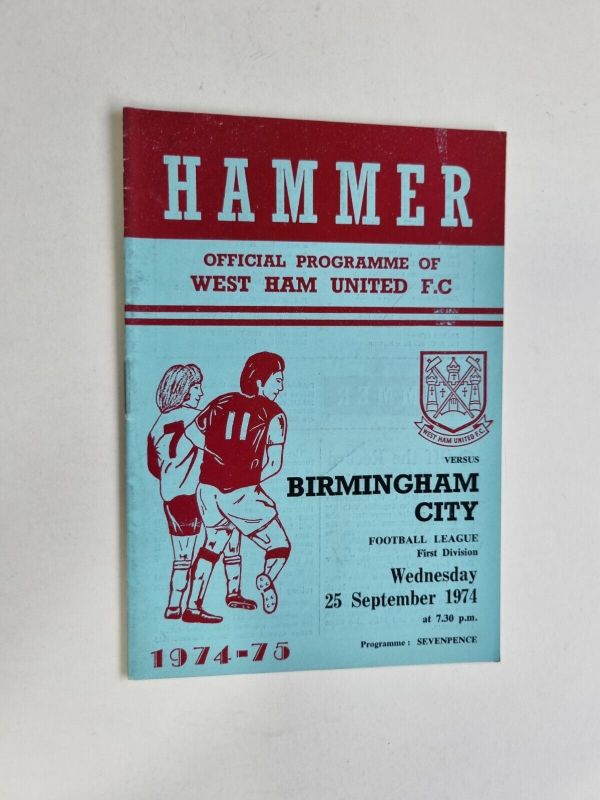 HAMMER
OFFICIAL PROGRAMME OF
WEST HAM UNITED F.C
WEST HAM UNITED F.C.
7
11
VERSUS
BIRMINGHAM
CITY
FOOTBALL LEAGUE
First Division
Wednesday
25 September 1974
at 7.30 p.m.
Programme : SEVENPENCE
1974-75